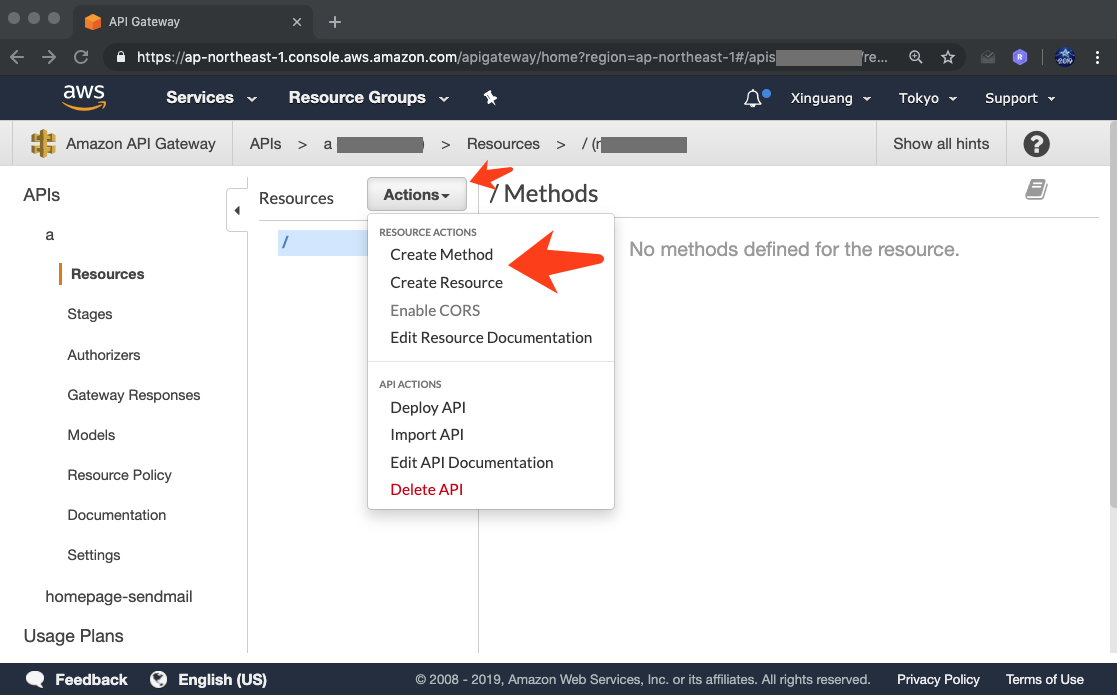 API Gateway
https://ap-northeast-1.console.aws.amazon.com/apigateway/home?region=ap-northeast-1#/apis /re...
aws Services Resource Groups Xinguang Tokyo Support
Amazon API Gateway APIs > a ) > Resources > / (r Show all hints ?
APIs
a
Resources
Stages
Authorizers
Gateway Responses
Models
Resource Policy
Documentation
Settings
homepage-sendmail
Usage Plans
Resources
Actions
/
RESOURCE ACTIONS
Create Method
Create Resource
Enable CORS
Edit Resource Documentation
API ACTIONS
Deploy API
Import API
Edit API Documentation
Delete API
/ Methods
No methods defined for the resource.
Feedback English (US) © 2008 - 2019, Amazon Web Services, Inc. or its affiliates. All rights reserved. Privacy Policy Terms of Use